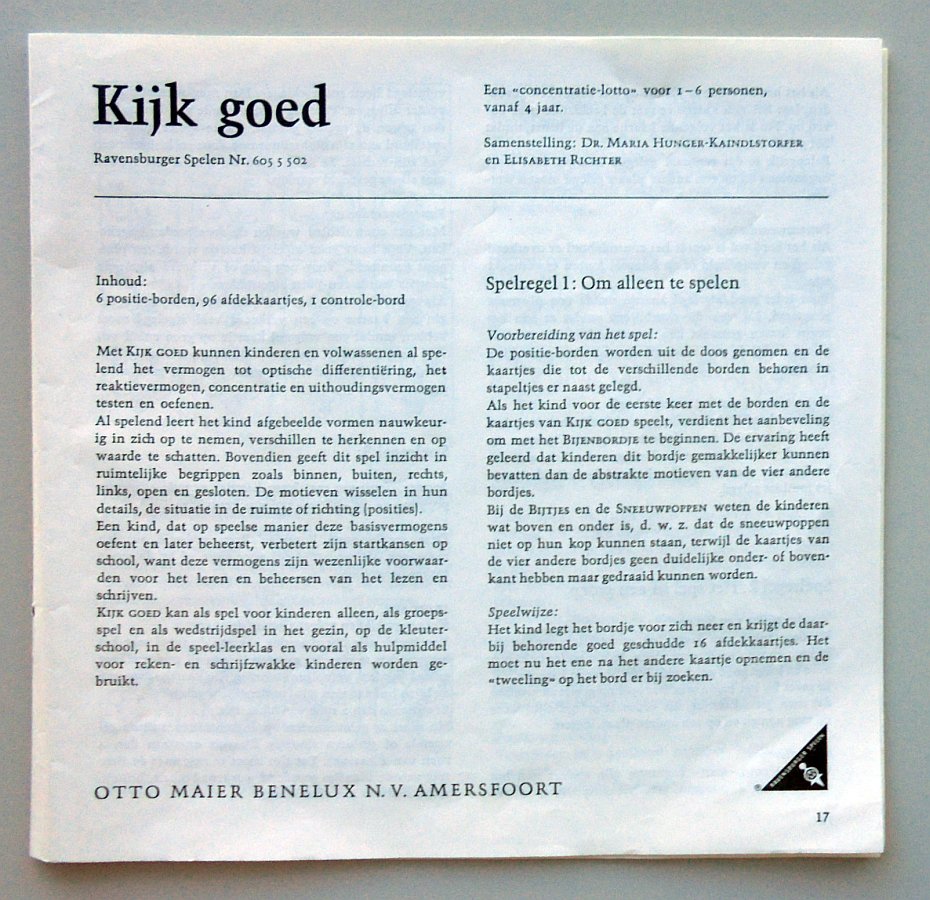 Kijk goed
Ravensburger Spelen Nr. 605 5 502
Een «concentratie-lotto» voor 1–6 personen,
vanaf 4 jaar.
Samenstelling: Dr. Maria Hunger-Kaindlstorfer
en Elisabeth Richter
Inhoud:
6 positie-borden, 96 afdekkaartjes, 1 controle-bord
Met Kijk goed kunnen kinderen en volwassenen al spe-
lend het vermogen tot optische differentiëring, het
reaktievermogen, concentratie en uithoudingsvermogen
testen en oefenen.
Al spelend leert het kind afgebeelde vormen nauwkeur-
ig in zich op te nemen, verschillen te herkennen en op
waarde te schatten. Bovendien geeft dit spel inzicht in
ruimtelijke begrippen zoals binnen, buiten, rechts,
links, open en gesloten. De motieven wisselen in hun
details, de situatie in de ruimte of richting (posities).
Een kind, dat op speelse manier deze basisvermogens
oefent en later beheerst, verbetert zijn startkansen op
school, want deze vermogens zijn wezenlijke voorwaar-
den voor het leren en beheersen van het lezen en
schrijven.
Kijk goed kan als spel voor kinderen alleen, als groeps-
spel en als wedstrijdspel in het gezin, op de kleuter-
school, in de speel-leerklas en vooral als hulpmiddel
voor reken- en schrijfzwakke kinderen worden ge-
bruikt.
Spelregel 1: Om alleen te spelen
Voorbereiding van het spel:
De positie-borden worden uit de doos genomen en de
kaartjes die tot de verschillende borden behoren in
stapeltjes er naast gelegd.
Als het kind voor de eerste keer met de borden en de
kaartjes van Kijk goed speelt, verdient het aanbeveling
om met het Bijenbordje te beginnen. De ervaring heeft
geleerd dat kinderen dit bordje gemakkelijker kunnen
bevatten dan de abstrakte motieven van de vier andere
bordjes.
Bij de Bijtjes en de Sneeuwpoppen weten de kinderen
wat boven en onder is, d. w. z. dat de sneeuwpoppen
niet op hun kop kunnen staan, terwijl de kaartjes van
de vier andere bordjes geen duidelijke onder- of boven-
kant hebben maar gedraaid kunnen worden.
Speelwijze:
Het kind legt het bordje voor zich neer en krijgt de daar-
bij behorende goed geschudde 16 afdekkaartjes. Het
moet nu het ene na het andere kaartje opnemen en de
«tweeling» op het bord er bij zoeken.
OTTO MAIER BENELUX N. V. AMERSFOORT
RAVENSBURGER SPELEN
®
17